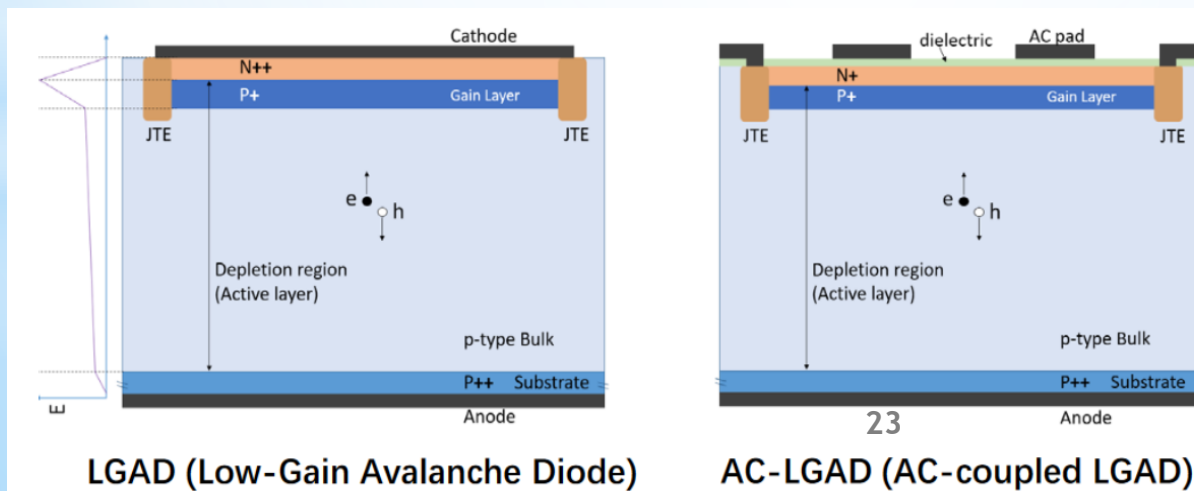 Cathode
N++
P+
Gain Layer
JTE
JTE
e
h
Depletion region
(Active layer)
p-type Bulk
P++ Substrate
E
Anode
LGAD (Low-Gain Avalanche Diode)
dielectric
AC pad
N+
P+
Gain Layer
JTE
JTE
e
h
Depletion region
(Active layer)
p-type Bulk
P++ Substrate
23
Anode
AC-LGAD (AC-coupled LGAD)